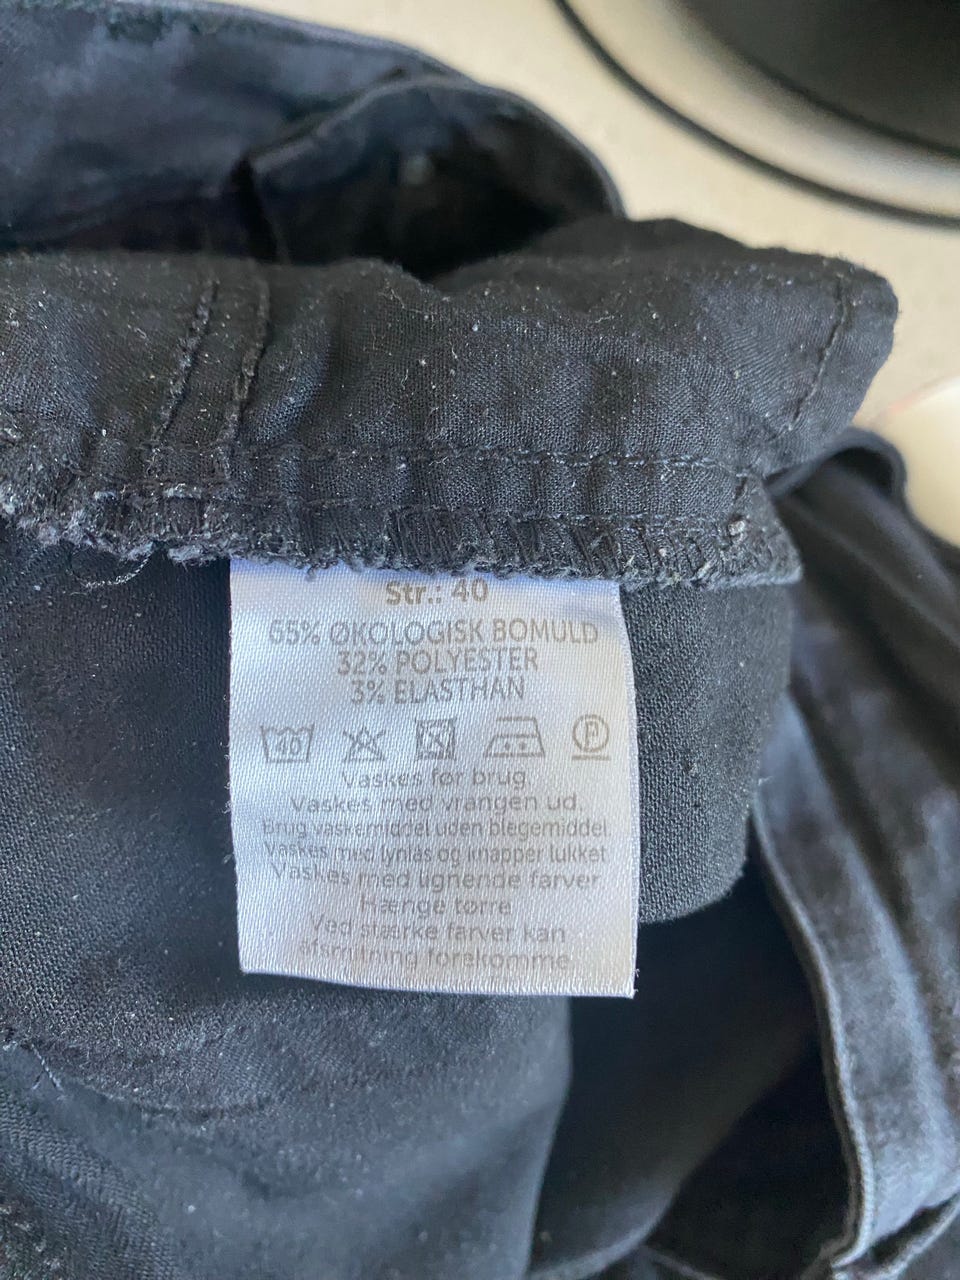 Str.: 40
65% ØKOLOGISK BOMULD
32% POLYESTER
3% ELASTHAN
40 F
Vaskes før brug.
Vaskes med vrangen ud.
Brug vaskemiddel uden blegemiddel.
Vaskes med lynlås og knapper lukket
Vaskes med lignende farver
Hænge tørre
Ved stærke farver kan
afsmitning forekomme